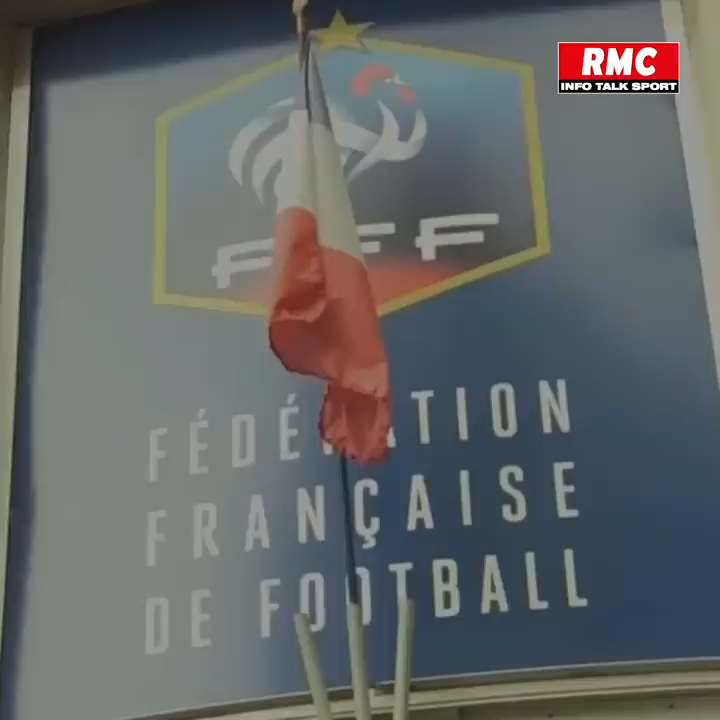 RMC
INFO TALK SPORT
FFF
FRANÇAISE
DE FOOTBALL